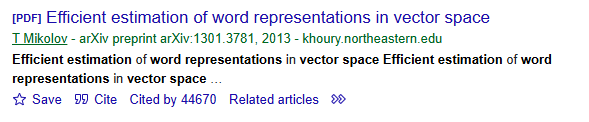 [PDF] Efficient estimation of word representations in vector space
T Mikolov - arXiv preprint arXiv:1301.3781, 2013 - khoury.northeastern.edu
Efficient estimation of word representations in vector space Efficient estimation of word
representations in vector space …
Save Cite Cited by 44670 Related articles